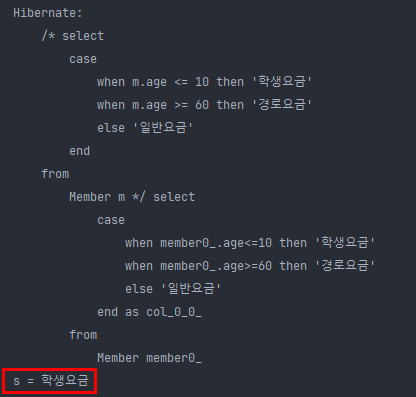 Hibernate:
/* select
case
when m.age <= 10 then '학생요금'
when m.age >= 60 then '경로요금'
else '일반요금'
end
from
Member m */ select
case
when member0_.age<=10 then '학생요금'
when member0_.age>=60 then '경로요금'
else '일반요금'
end as col_0_0_
from
Member member0_
s = 학생요금